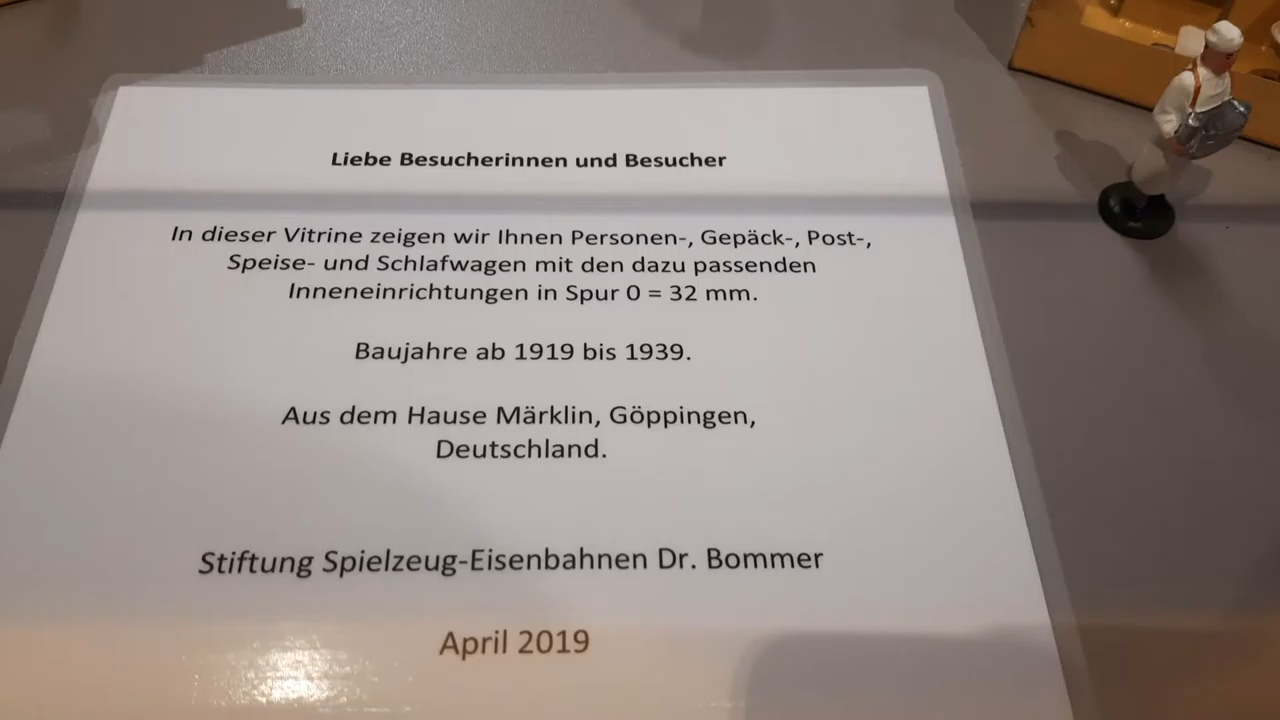 Liebe Besucherinnen und Besucher
In dieser Vitrine zeigen wir Ihnen Personen-, Gepäck-, Post-,
Speise- und Schlafwagen mit den dazu passenden
Inneneinrichtungen in Spur 0 = 32 mm.
Baujahre ab 1919 bis 1939.
Aus dem Hause Märklin, Göppingen,
Deutschland.
Stiftung Spielzeug-Eisenbahnen Dr. Bommer
April 2019